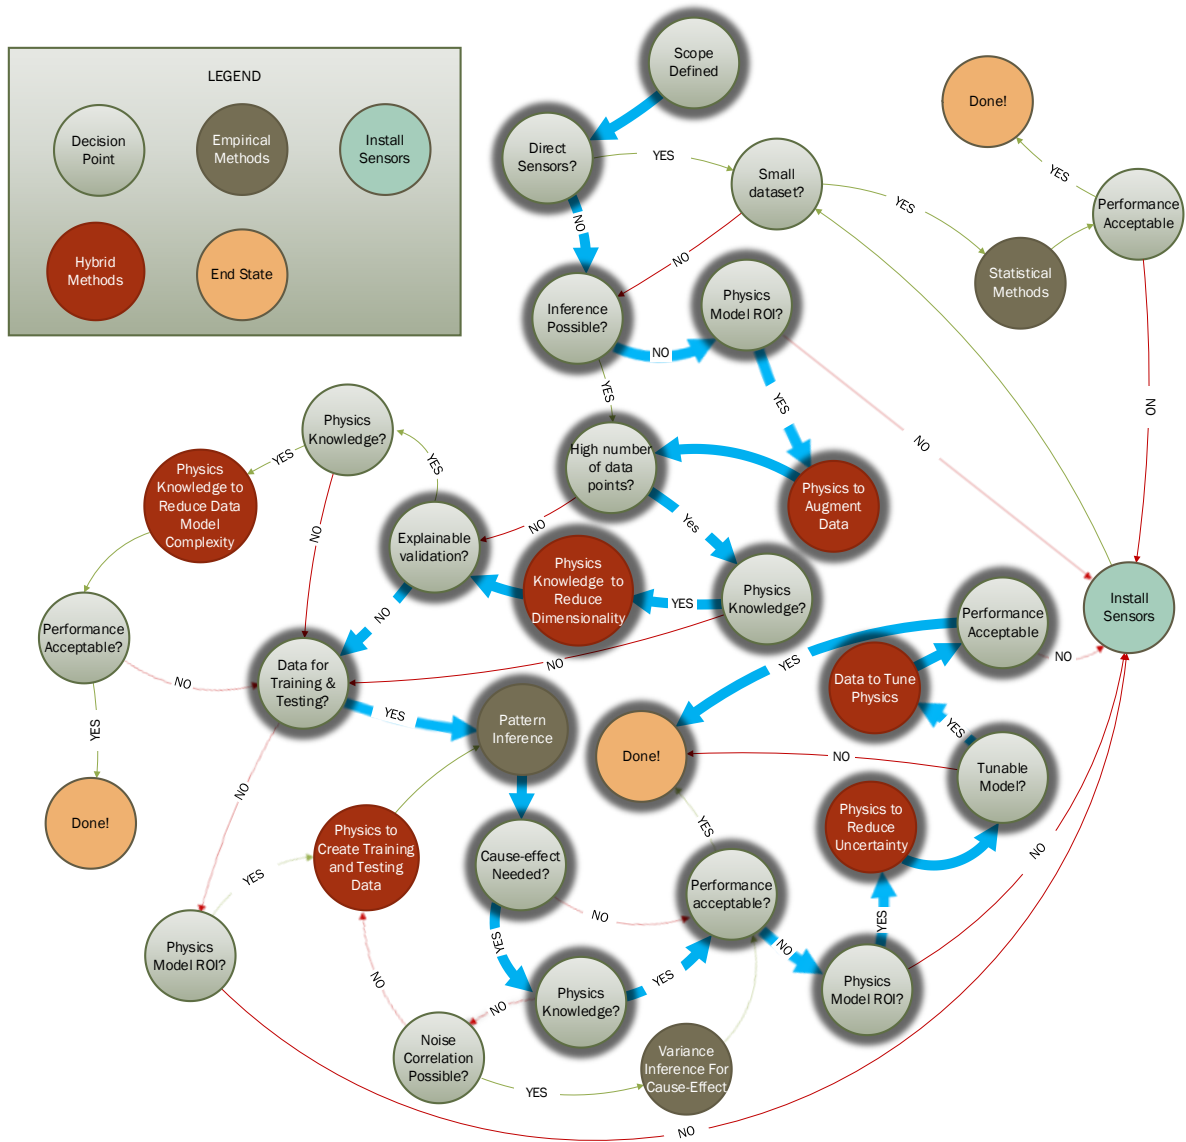 LEGEND
Decision
Point
Empirical
Methods
Install
Sensors
Hybrid
Methods
End State
Scope
Defined
Direct
Sensors?
YES
Small
dataset?
YES
Done!
YES
Performance
Acceptable
Statistical
Methods
NO
NO
NO
Inference
Possible?
NO
Physics
Model ROI?
YES
YES
NO
Physics
Knowledge?
YES
YES
Physics
Knowledge to
Reduce Data
Model
Complexity
NO
High number
of data
points?
Physics to
Augment
Data
NO
Yes
Explainable
validation?
Physics
Knowledge to
Reduce
Dimensionality
YES
Physics
Knowledge?
NO
NO
Performance
Acceptable?
NO
YES
Done!
Data for
Training &
Testing?
YES
NO
Pattern
Inference
Done!
YES
Performance
Acceptable
NO
Install
Sensors
Data to Tune
Physics
YES
NO
Tunable
Model?
Physics to
Reduce
Uncertainty
YES
NO
YES
Physics to
Create Training
and Testing
Data
Cause-effect
Needed?
NO
YES
Performance
acceptable?
NO
Physics
Model ROI?
Physics
Model ROI?
YES
Physics
Knowledge?
NO
NO
Noise
Correlation
Possible?
YES
Variance
Inference For
Cause-Effect
NO